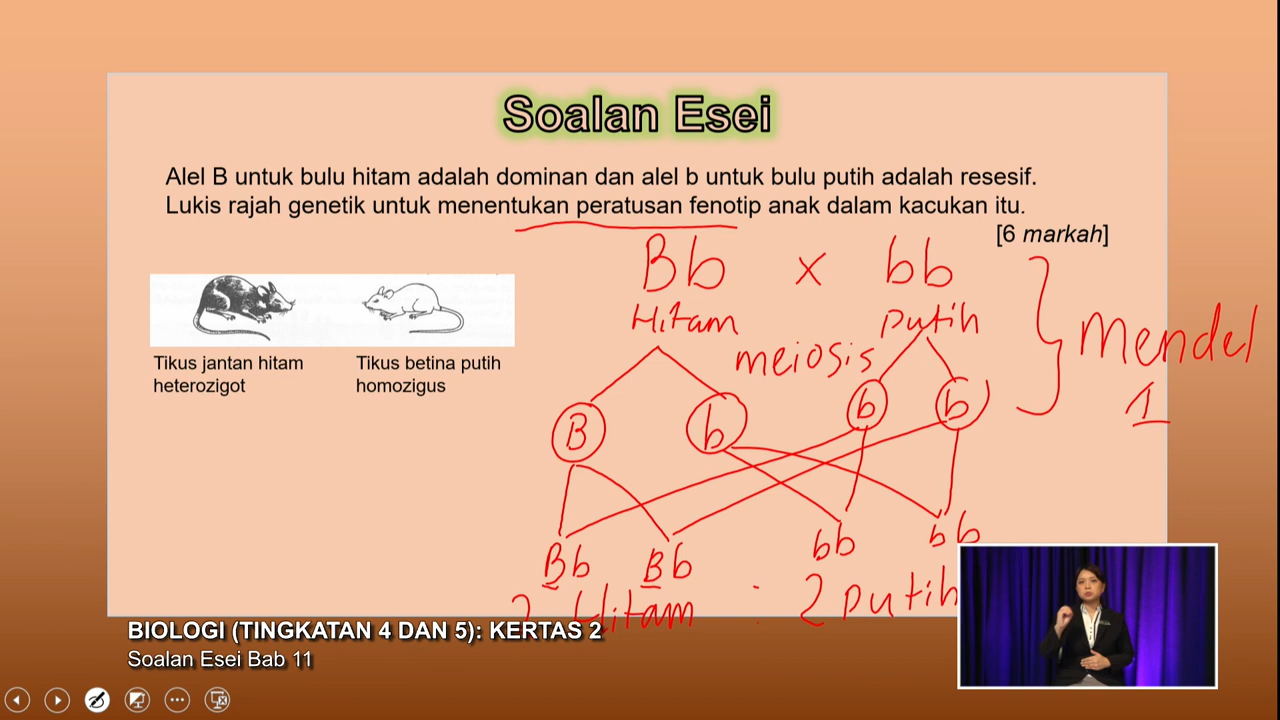 Soalan Esei
Alel B untuk bulu hitam adalah dominan dan alel b untuk bulu putih adalah resesif.
Lukis rajah genetik untuk menentukan peratusan fenotip anak dalam kacukan itu.
[6 markah]
Bb x bb
Hitam putih
Tikus jantan hitam
heterozigot
Tikus betina putih
homozigus
meiosis
Mendel
1
B b b b
Bb Bb bb bb
2 Hitam : 2 putih
BIOLOGI (TINGKATAN 4 DAN 5): KERTAS 2
Soalan Esei Bab 11